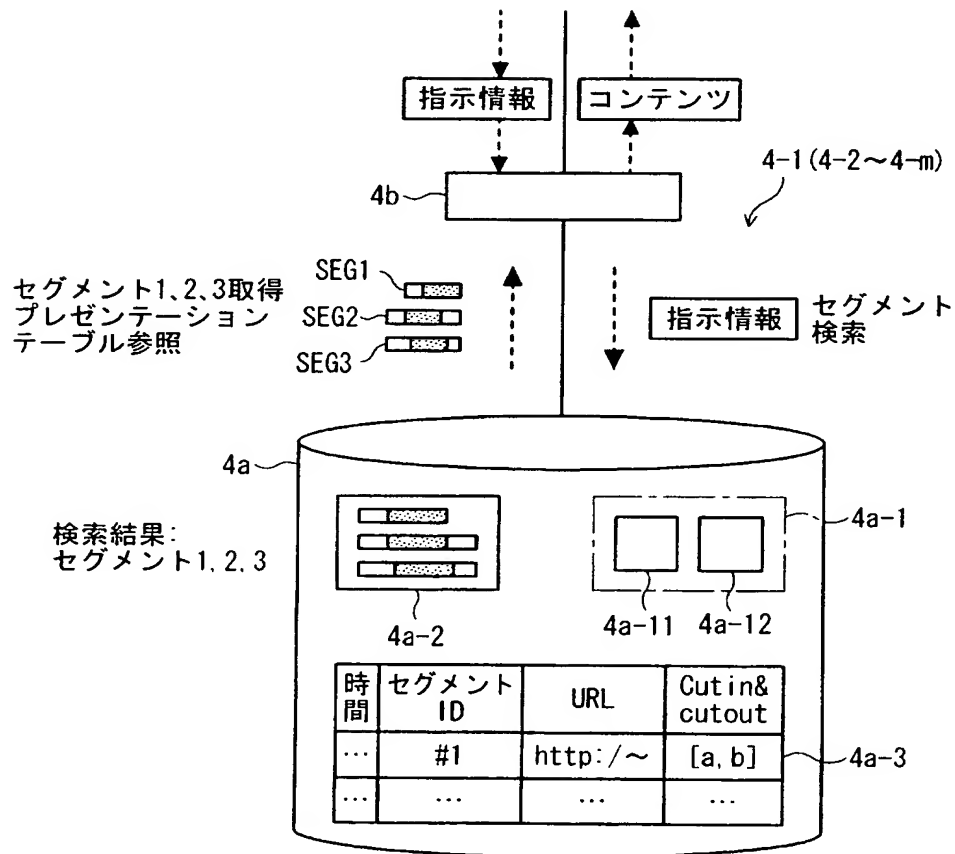 指示情報
コンテンツ
4-1(4-2～4-m)
4b
セグメント1、2、3取得
プレゼンテーション
テーブル参照
SEG1
SEG2
SEG3
指示情報
セグメント
検索
4a
検索結果:
セグメント1,2,3
4a-1
4a-2
4a-11
4a-12
時間
セグメント
ID
URL
Cutin&
cutout
… #1 http:/～ [a,b]
4a-3
… … … …